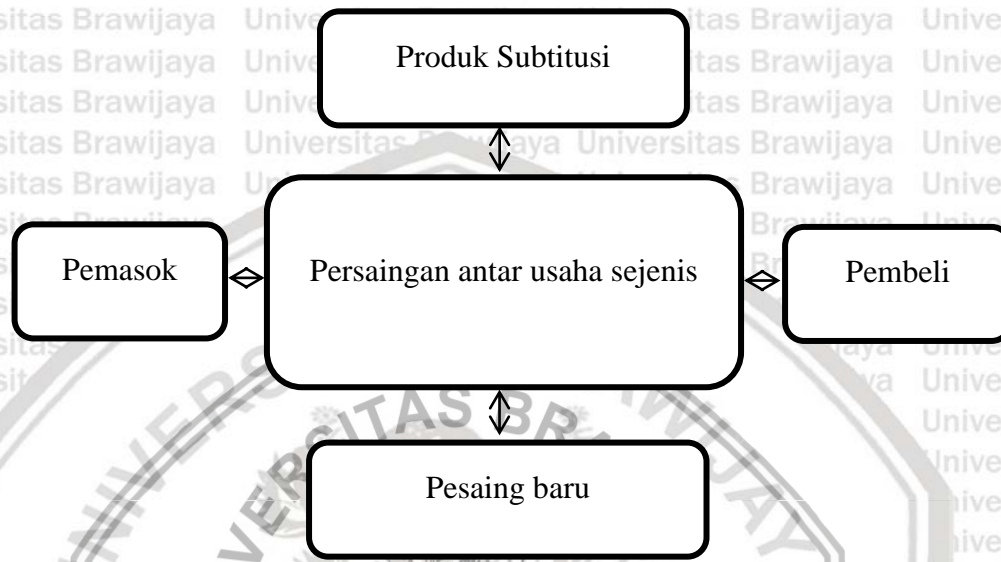 Produk Subtitusi
Pemasok
Persaingan antar usaha sejenis
Pembeli
Pesaing baru